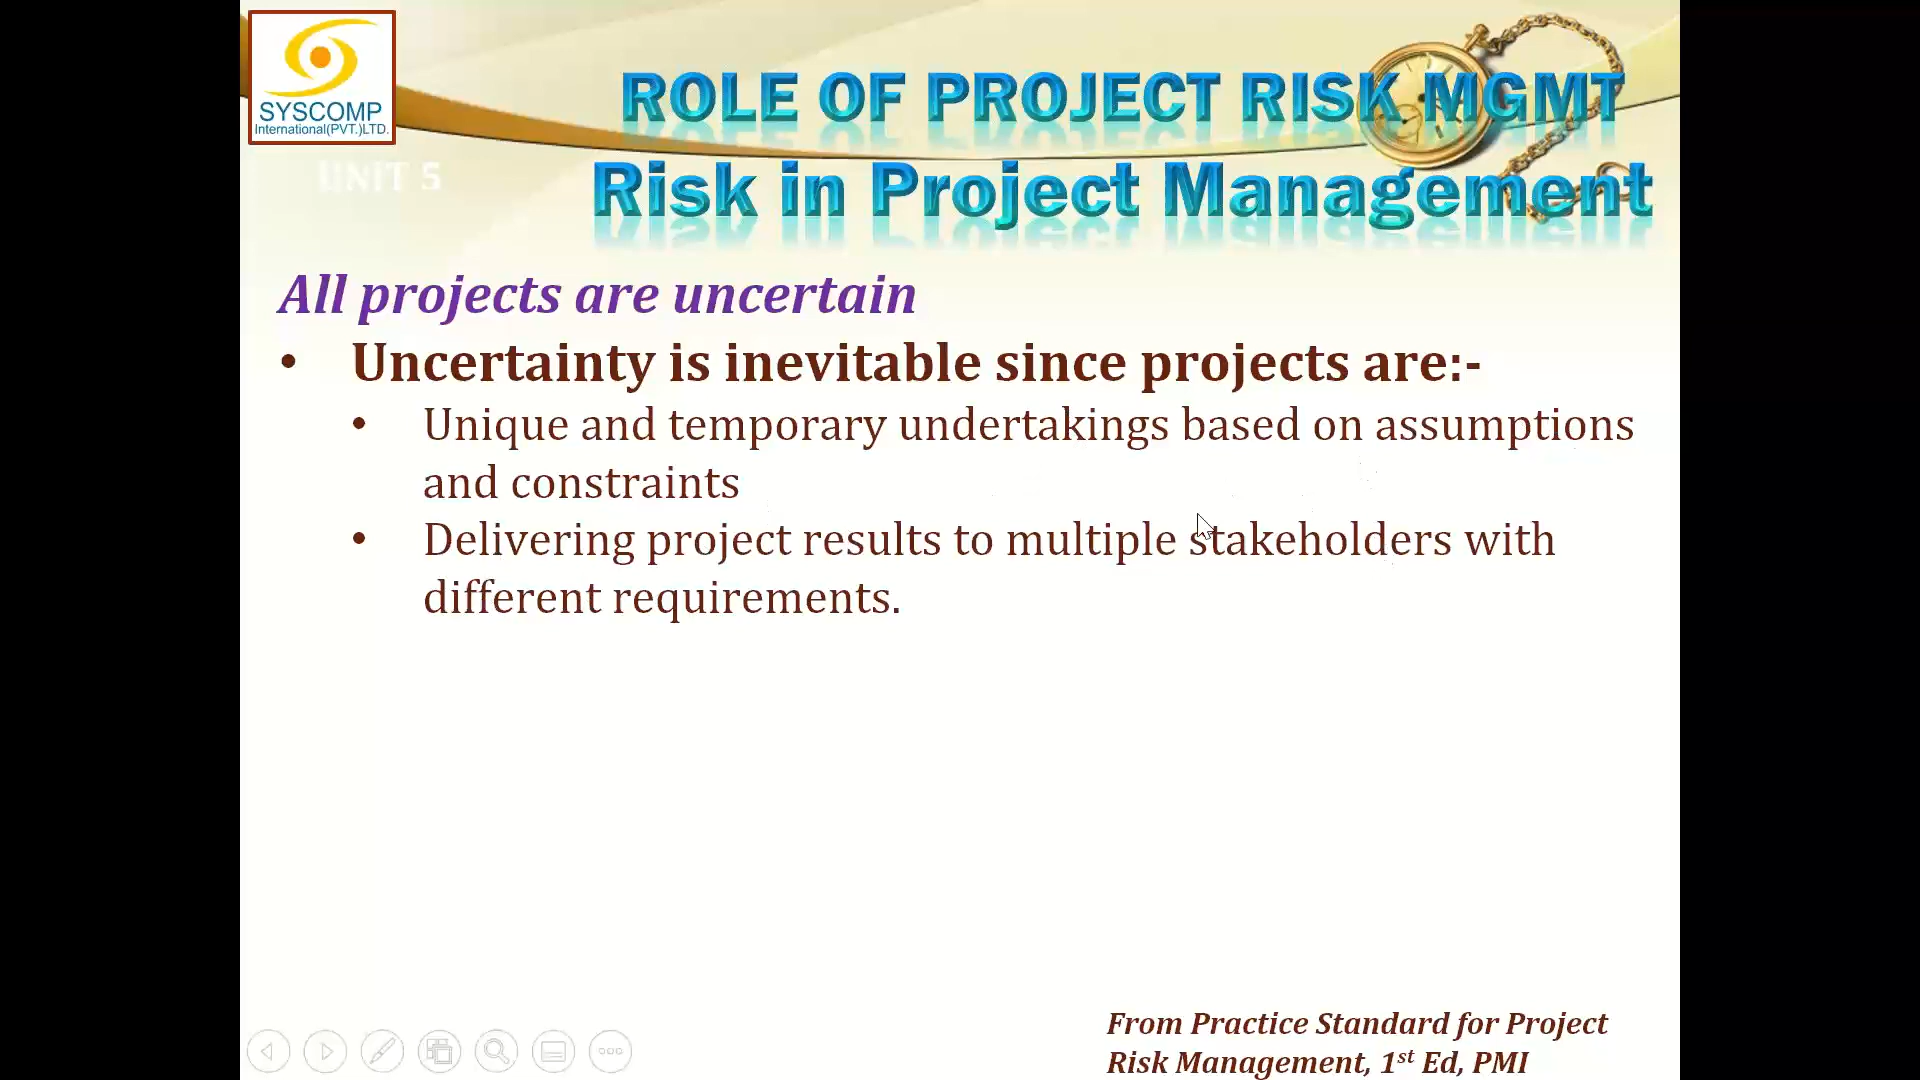 SYSCOMP
International(PVT.)LTD.
UNIT 5
ROLE OF PROJECT RISK MGMT
Risk in Project Management
All projects are uncertain
• Uncertainty is inevitable since projects are:-
• Unique and temporary undertakings based on assumptions
and constraints
• Delivering project results to multiple stakeholders with
different requirements.
From Practice Standard for Project
Risk Management, 1st Ed, PMI